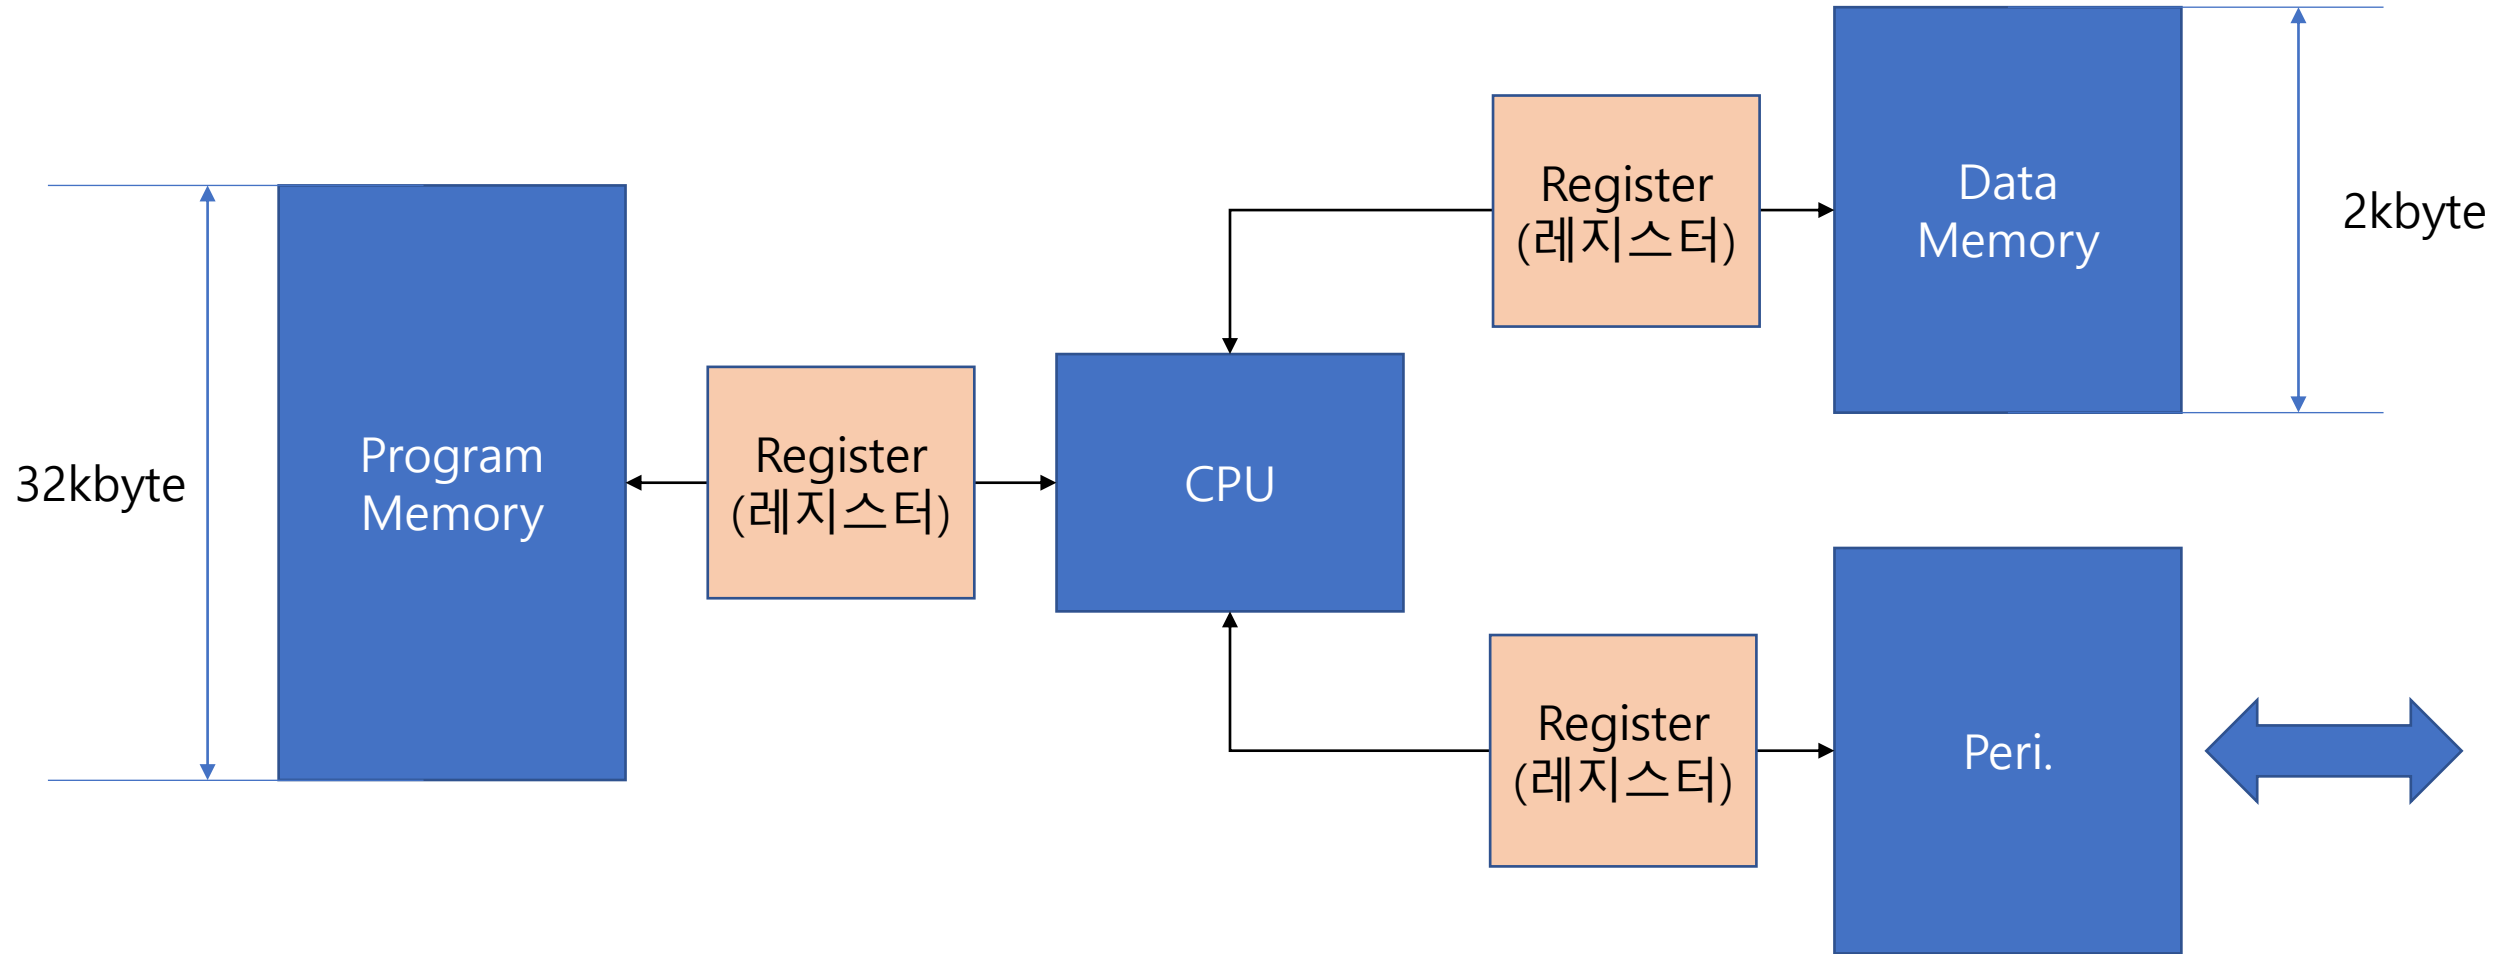 32kbyte
Program
Memory
Register
(레지스터)
CPU
Register
(레지스터)
Data
Memory
2kbyte
Register
(레지스터)
Peri.